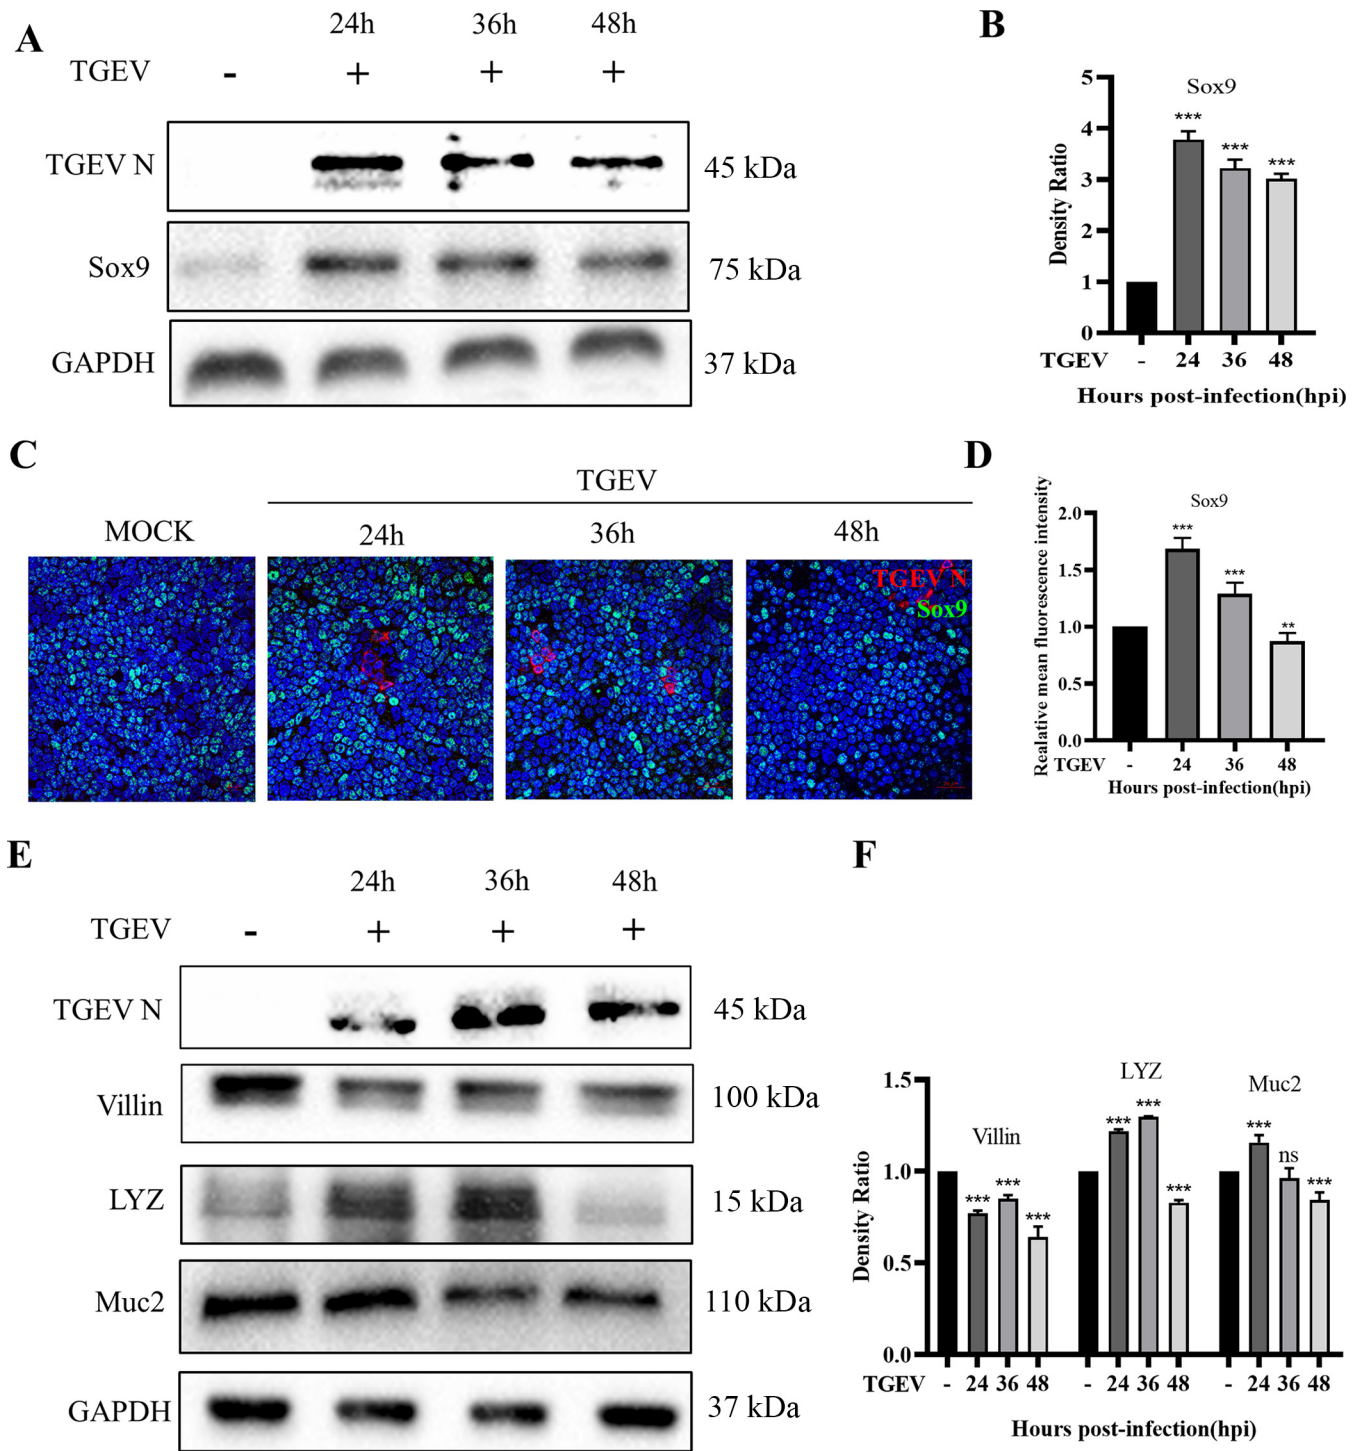 A
24h 36h 48h
TGEV - + + +
TGEV N 45 kDa
Sox9 75 kDa
GAPDH 37 kDa
B
Sox9
5
4
3
2
1
0
Density Ratio
*** *** ***
TGEV - 24 36 48
Hours post-infection(hpi)
C
TGEV
MOCK 24h 36h 48h
TGEV N
Sox9
D
Sox9
2.0
1.5
1.0
0.5
0.0
Realative mean fluorescence intensity
*** *** **
TGEV - 24 36 48
Hours post-infection(hpi)
E
24h 36h 48h
TGEV - + + +
TGEV N 45 kDa
Villin 100 kDa
LYZ 15 kDa
Muc2 110 kDa
GAPDH 37 kDa
F
1.5
1.0
0.5
0.0
Density Ratio
Villin LYZ Muc2
*** *** ***
*** *** ***
*** ns ***
TGEV - 24 36 48 - 24 36 48 - 24 36 48
Hours post-infection(hpi)